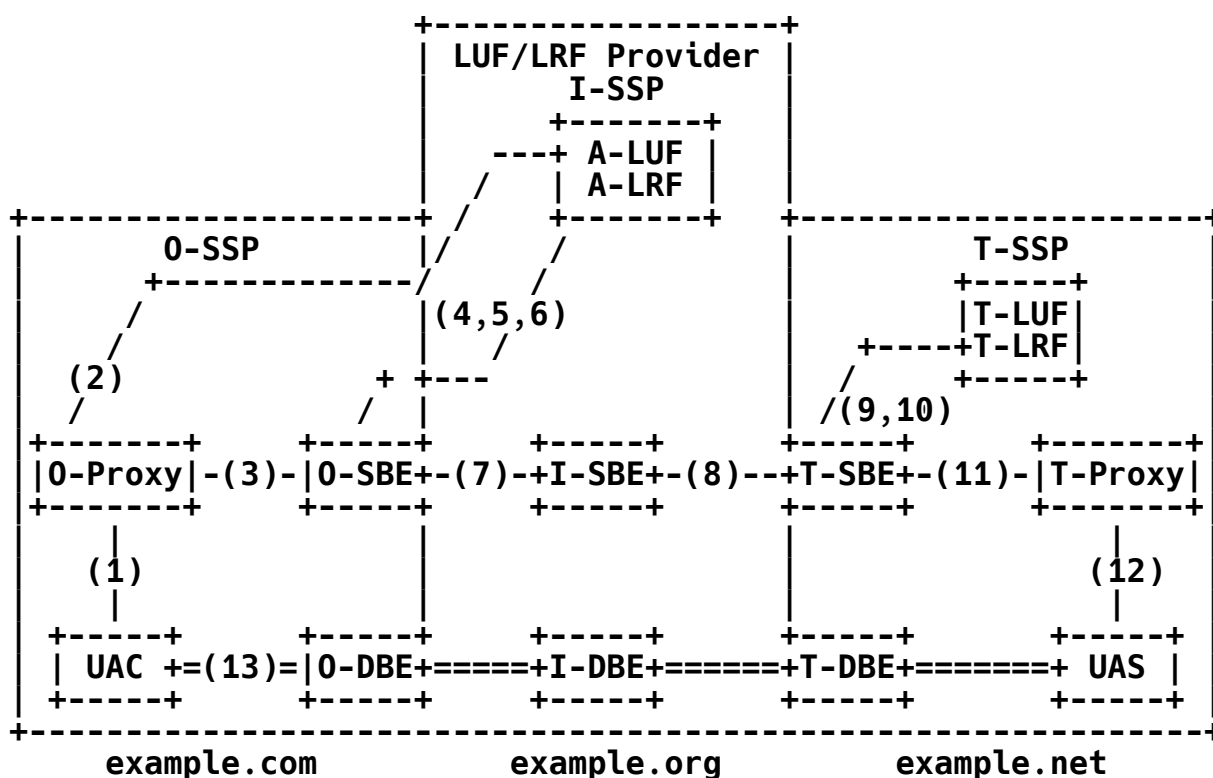 LUF/LRF Provider
I-SSP
A-LUF
A-LRF
O-SSP T-SSP
(4,5,6) T-LUF
T-LRF
(2)
(9,10)
O-Proxy -(3)- O-SBE -(7)- I-SBE -(8)-- T-SBE -(11)- T-Proxy
(1) (12)
UAC =(13)= O-DBE ===== I-DBE ====== T-DBE ======= UAS
example.com example.org example.net